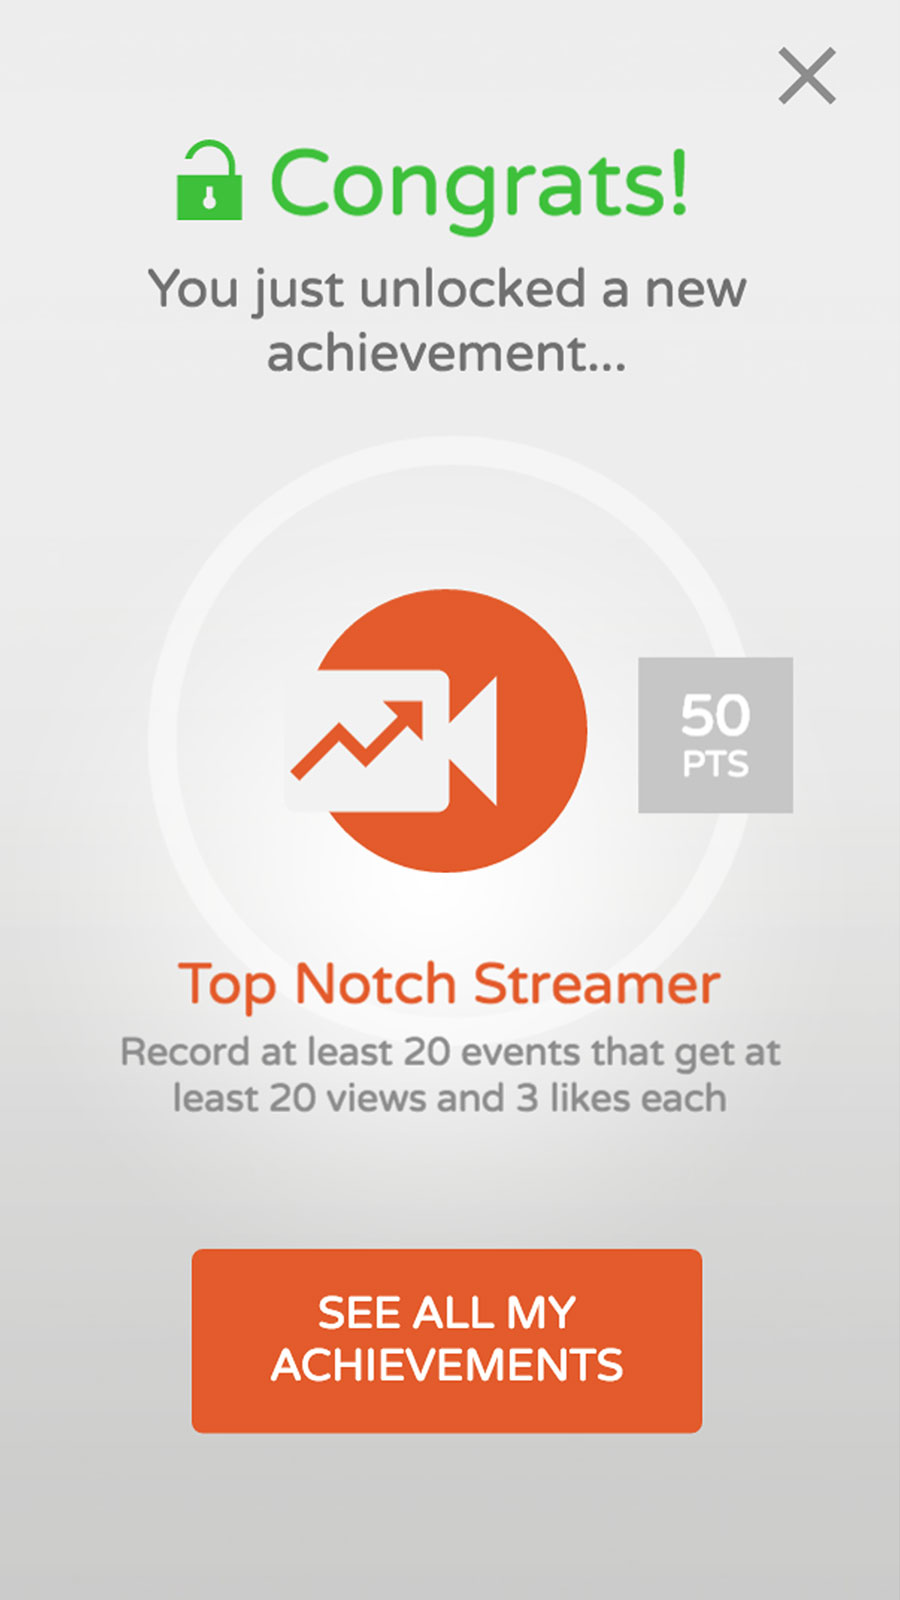 Congrats!
You just unlocked a new
achievement...
50
PTS
Top Notch Streamer
Record at least 20 events that get at
least 20 views and 3 likes each
SEE ALL MY
ACHIEVEMENTS